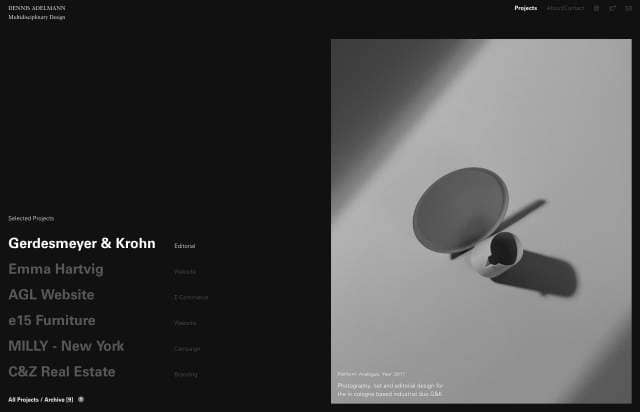 DENNIS ADELMANN
Multidisciplinary Design
Projects
About
Contact
Selected Projects
Gerdesmeyer & Krohn
Editorial
Emma Hartvig
Website
AGL Website
E-Commerce
e15 Furniture
Website
MILLY - New York
Campaign
C&Z Real Estate
Branding
All Projects / Archive [9]
Platform: Analogue, Year: 2017
Photography, set and editorial design for
the in cologne based industrial duo G&K